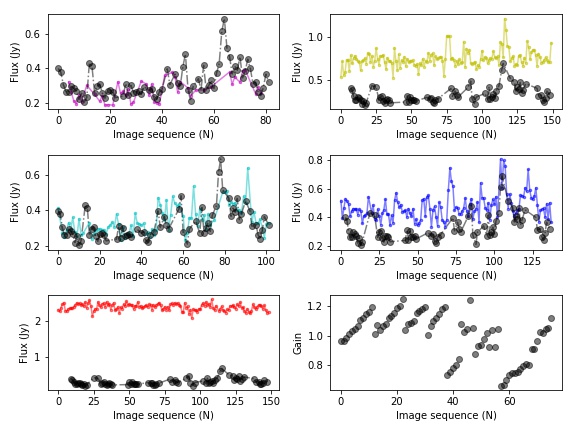 Flux (Jy)
0.6
0.4
0.2
0 20 40 60 80
Image sequence (N)
Flux (Jy)
1.0
0.5
0 25 50 75 100 125 150
Image sequence (N)
Flux (Jy)
0.6
0.4
0.2
0 20 40 60 80 100
Image sequence (N)
Flux (Jy)
0.8
0.6
0.4
0.2
0 25 50 75 100 125
Image sequence (N)
Flux (Jy)
2
1
0 25 50 75 100 125 150
Image sequence (N)
Gain
1.2
1.0
0.8
0 20 40 60
Image sequence (N)